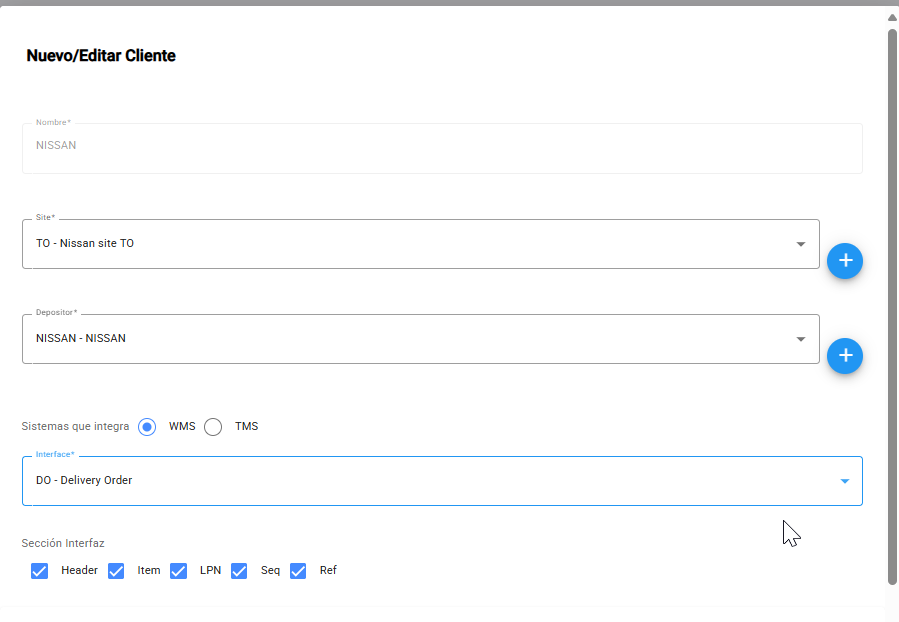 Nuevo/Editar Cliente
Nombre*
NISSAN
Site*
TO - Nissan site TO
Depositor*
NISSAN - NISSAN
Sistemas que integra WMS TMS
Interface*
DO - Delivery Order
Sección Interfaz
Header Item LPN Seq Ref